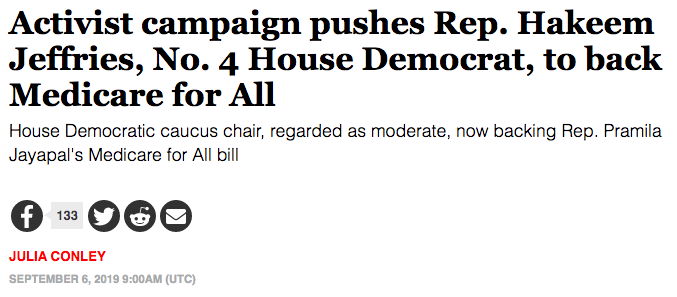 Activist campaign pushes Rep. Hakeem
Jeffries, No. 4 House Democrat, to back
Medicare for All
House Democratic caucus chair, regarded as moderate, now backing Rep. Pramila
Jayapal's Medicare for All bill
133
JULIA CONLEY
SEPTEMBER 6, 2019 9:00AM (UTC)